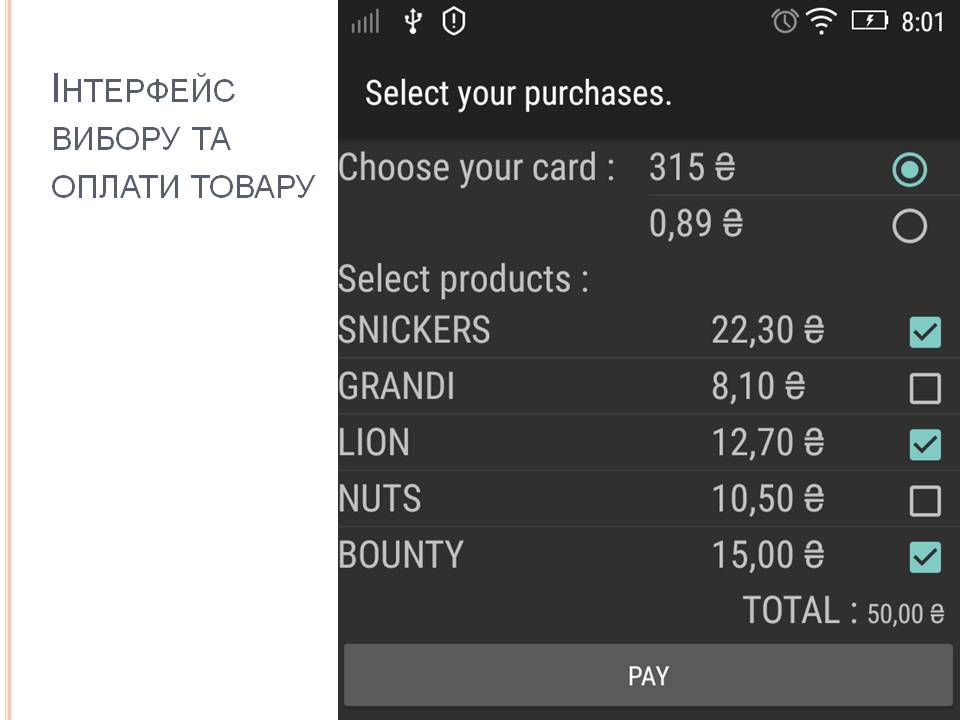 Інтерфейс
вибору та
оплати товару
8:01
Select your purchases.
Choose your card : 315 ₴
0,89 ₴
Select products :
SNICKERS 22,30 ₴
GRANDI 8,10 ₴
LION 12,70 ₴
NUTS 10,50 ₴
BOUNTY 15,00 ₴
TOTAL : 50,00 ₴
PAY